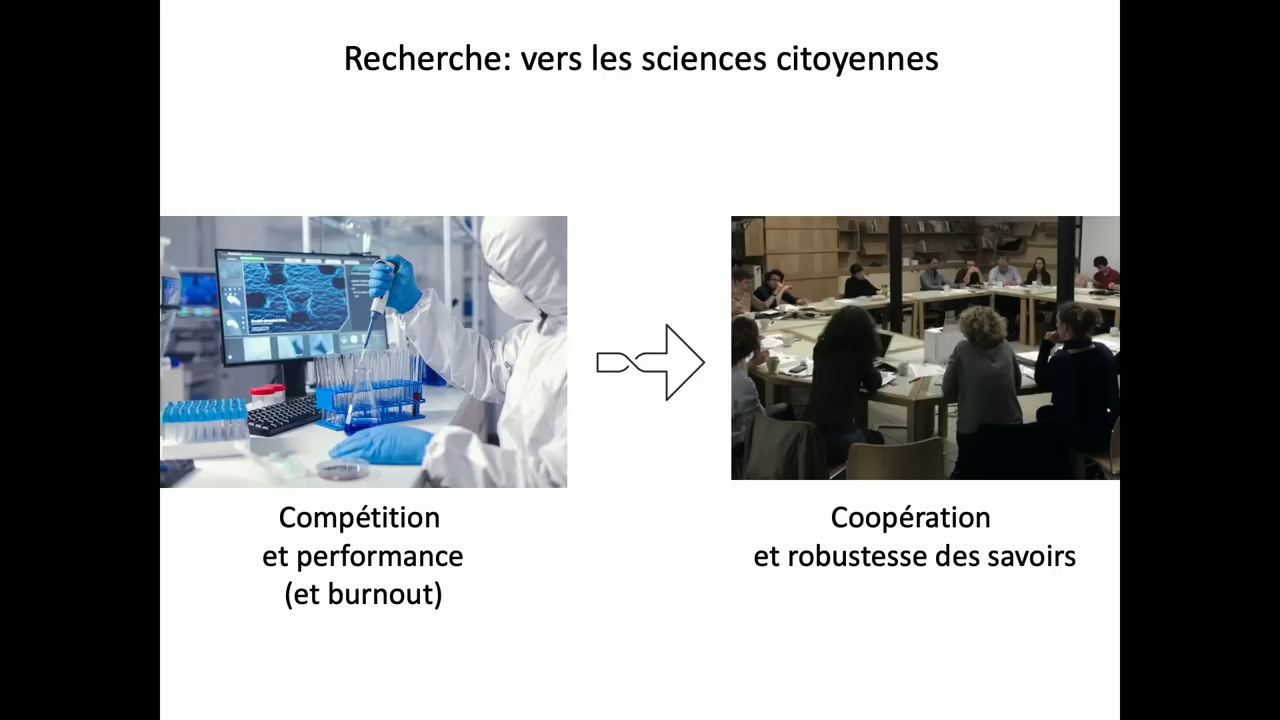 Recherche: vers les sciences citoyennes
Compétition
et performance
(et burnout)
Coopération
et robustesse des savoirs